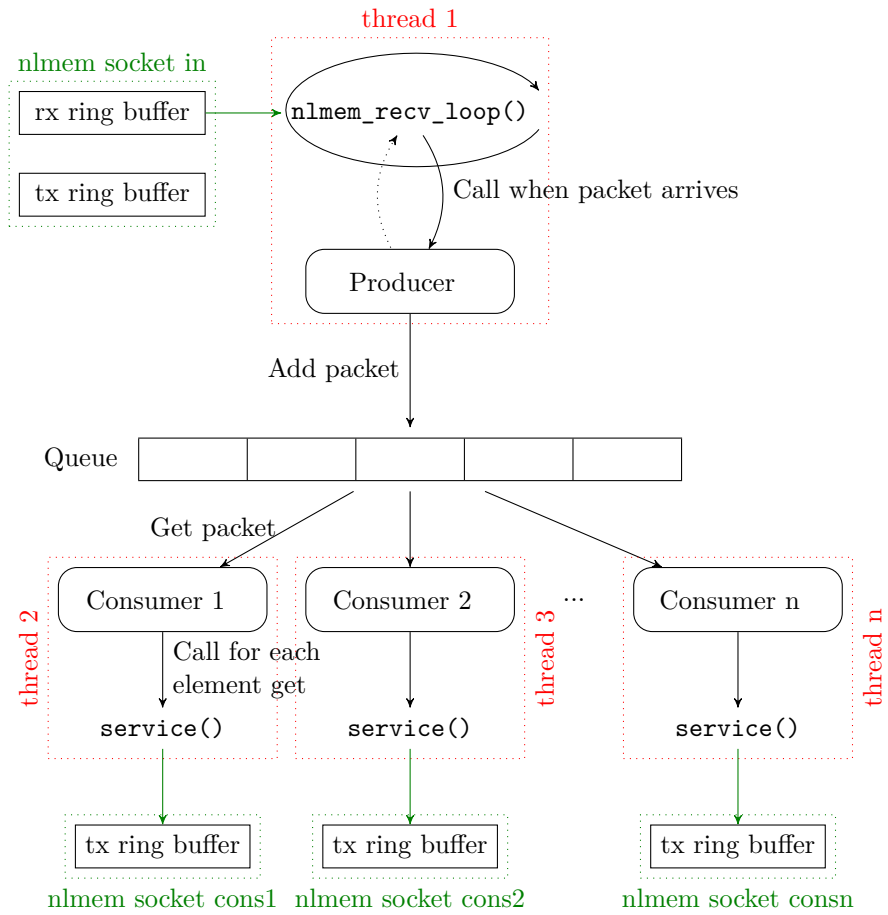 thread 1
nlmem socket in
rx ring buffer
nlmem_recv_loop()
tx ring buffer
Call when packet arrives
Producer
Add packet
Queue
Get packet
thread 2
Consumer 1
Consumer 2
thread 3
...
Consumer n
thread n
Call for each
element get
service()
service()
service()
tx ring buffer
tx ring buffer
tx ring buffer
nlmem socket cons1
nlmem socket cons2
nlmem socket consn